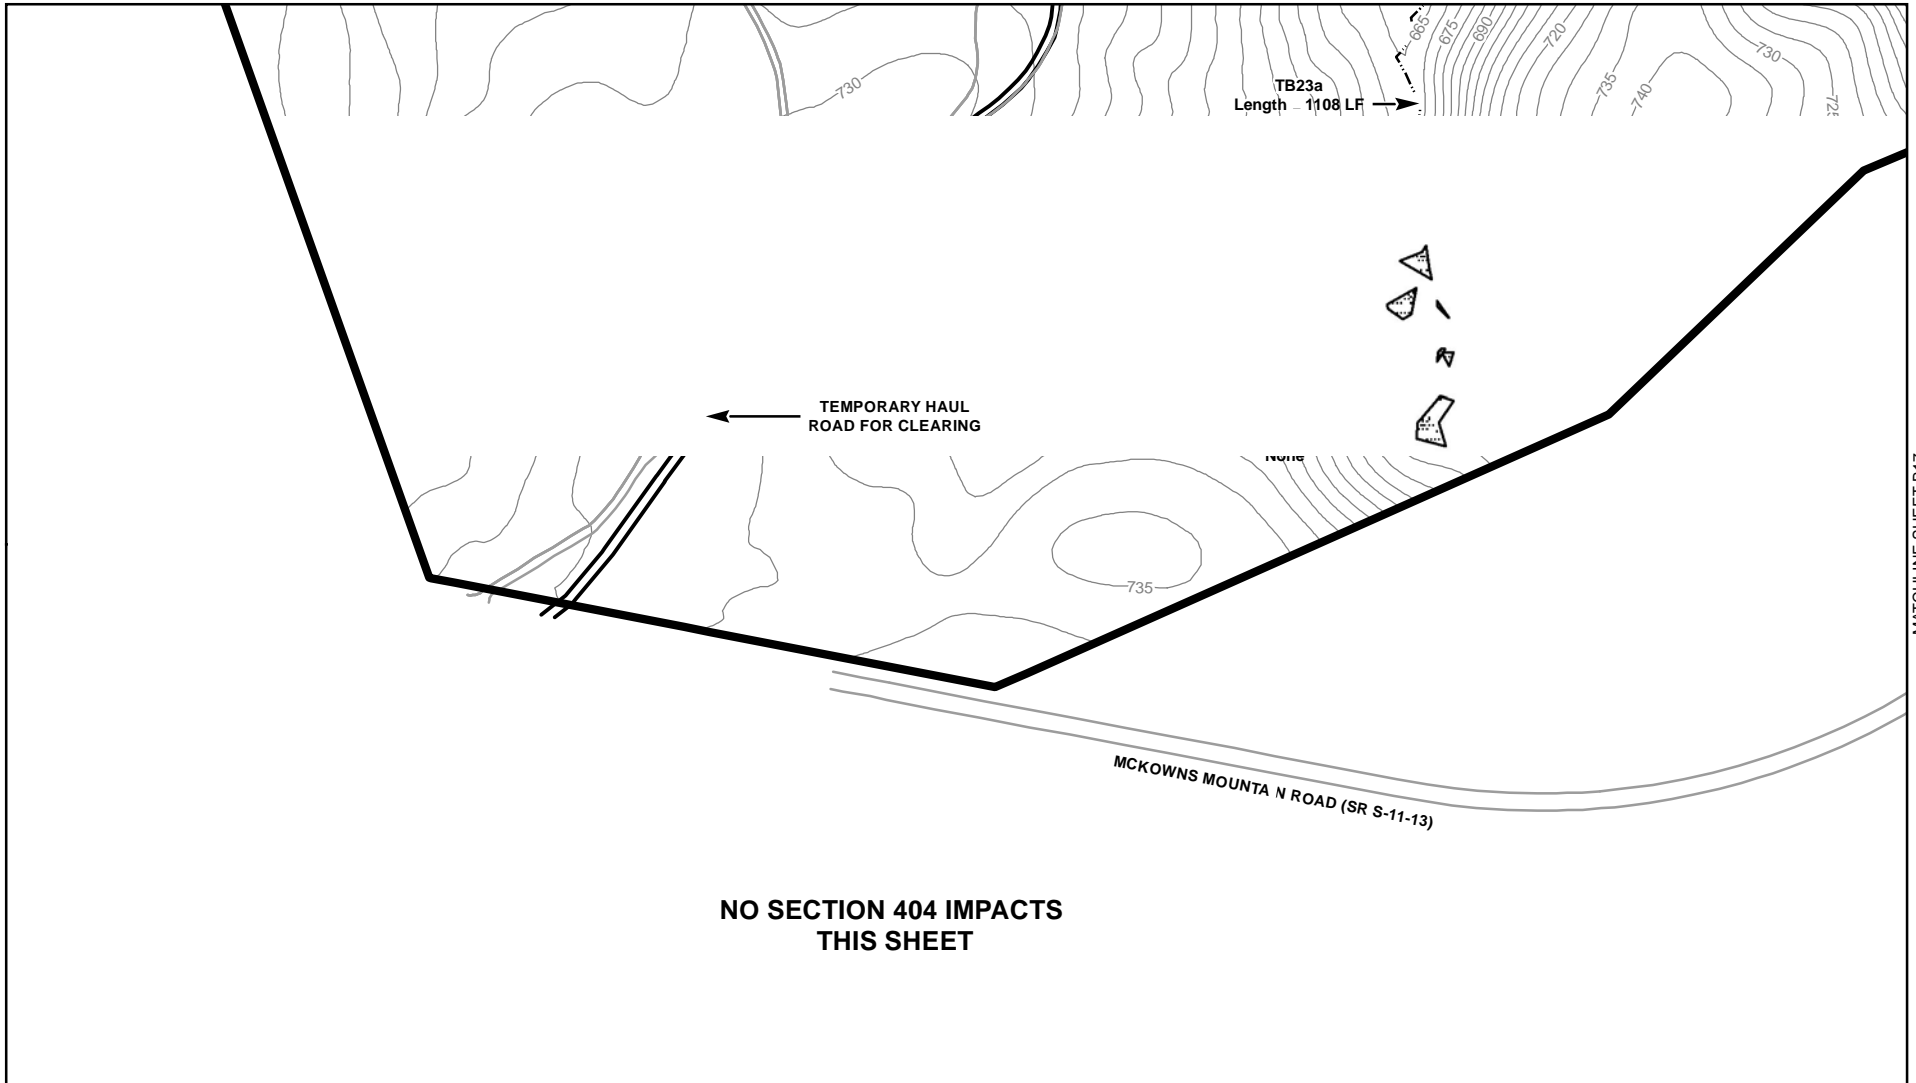 665
675
690
720
730
730
735
740
725
TB23a
Length 1108 LF
TEMPORARY HAUL
ROAD FOR CLEARING
None
735
MCKOWNS MOUNTA N ROAD (SR S-11-13)
NO SECTION 404 IMPACTS
THIS SHEET